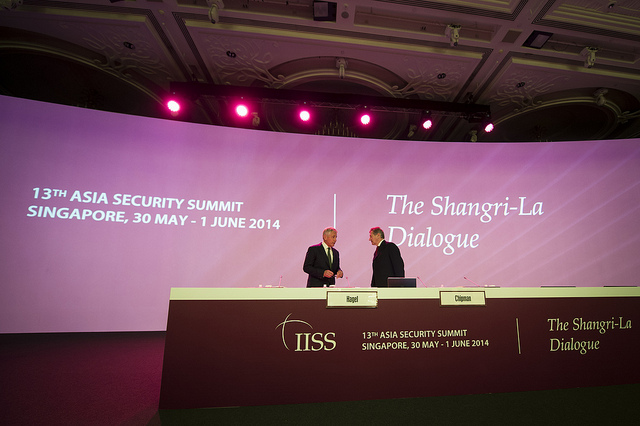 13TH ASIA SECURITY SUMMIT
SINGAPORE, 30 MAY - 1 JUNE 2014
The Shangri-La
Dialogue
Hagel
Chipman
IISS
13TH ASIA SECURITY SUMMIT
SINGAPORE, 30 MAY - 1 JUNE 2014
The Shangri-La
Dialogue